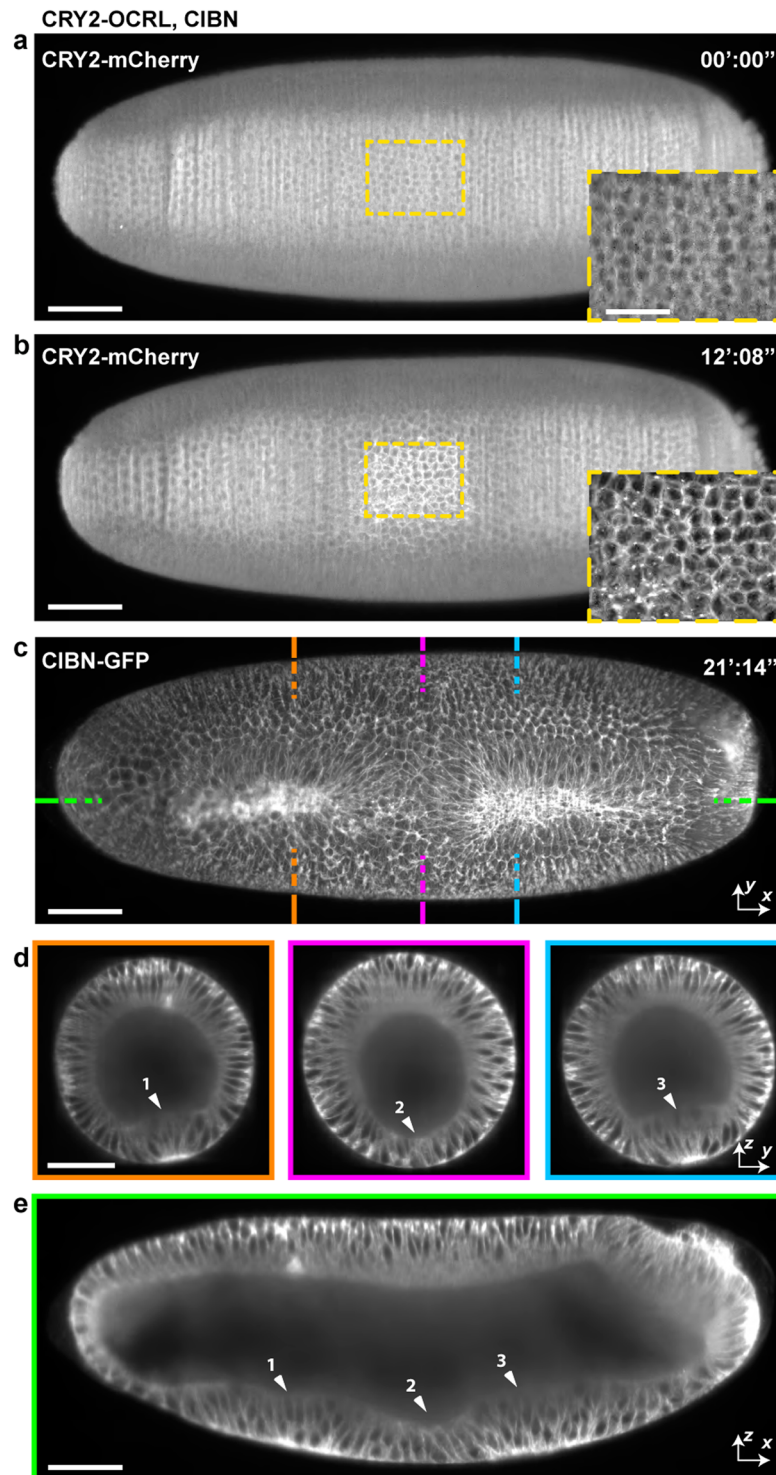 CRY2-OCRL, CIBN
a
CRY2-mCherry 00':00"
b
CRY2-mCherry 12':08"
c
CIBN-GFP 21':14"
y
x
d
1
2
3
z
y
e
1
2
3
z
x